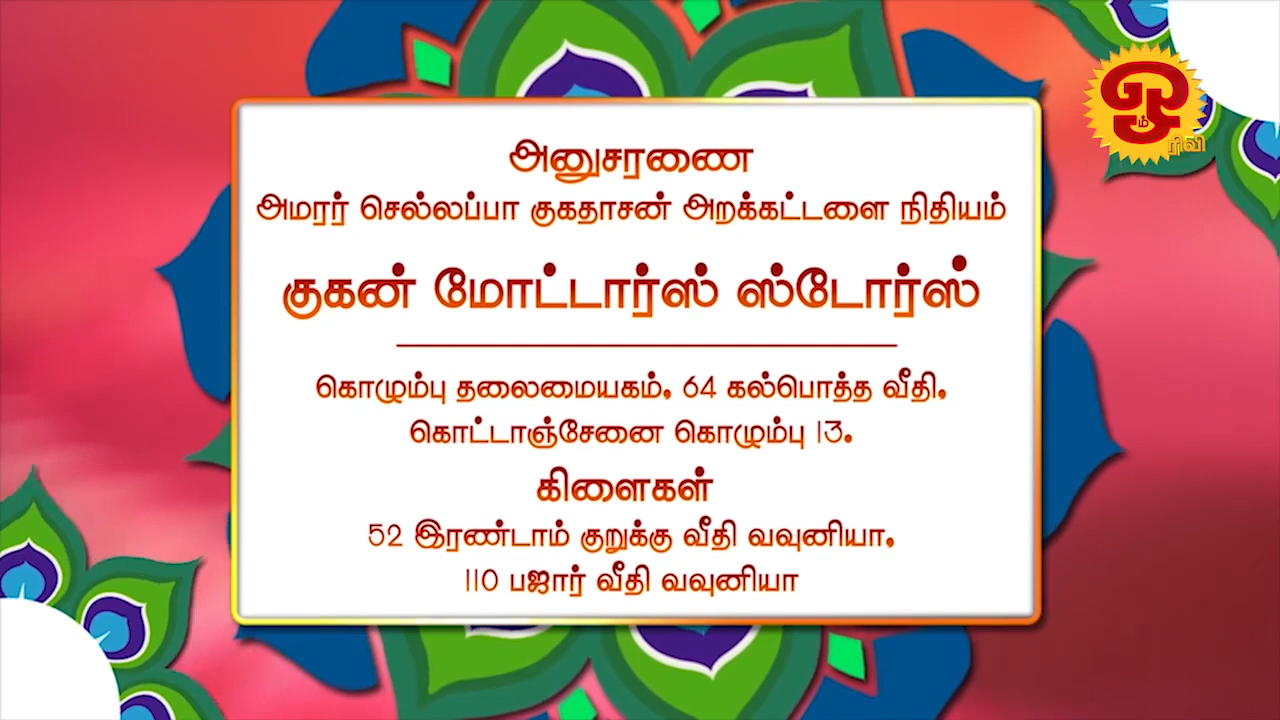 ஓம்
ரிவி
அனுசரணை
அமரர் செல்லப்பா குகதாசன் அறக்கட்டளை நிதியம்
குகன் மோட்டார்ஸ் ஸ்டோர்ஸ்
கொழும்பு தலைமையகம், 64 கல்பொத்த வீதி,
கொட்டாஞ்சேனை கொழும்பு 13.
கிளைகள்
52 இரண்டாம் குறுக்கு வீதி வவுனியா,
110 பஜார் வீதி வவுனியா